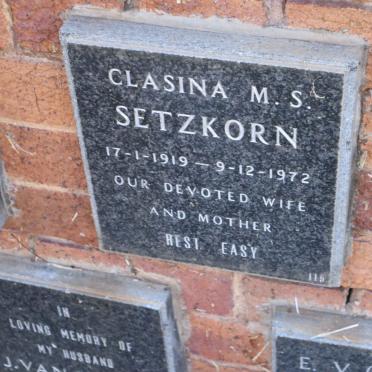 CLASINA M. S.
SETZKORN
17-1-1919 — 9-12-1972
OUR DEVOTED WIFE
AND MOTHER
REST EASY
116
IN
LOVING MEMORY OF
MY HUSBAND
J. VAN
E. V.